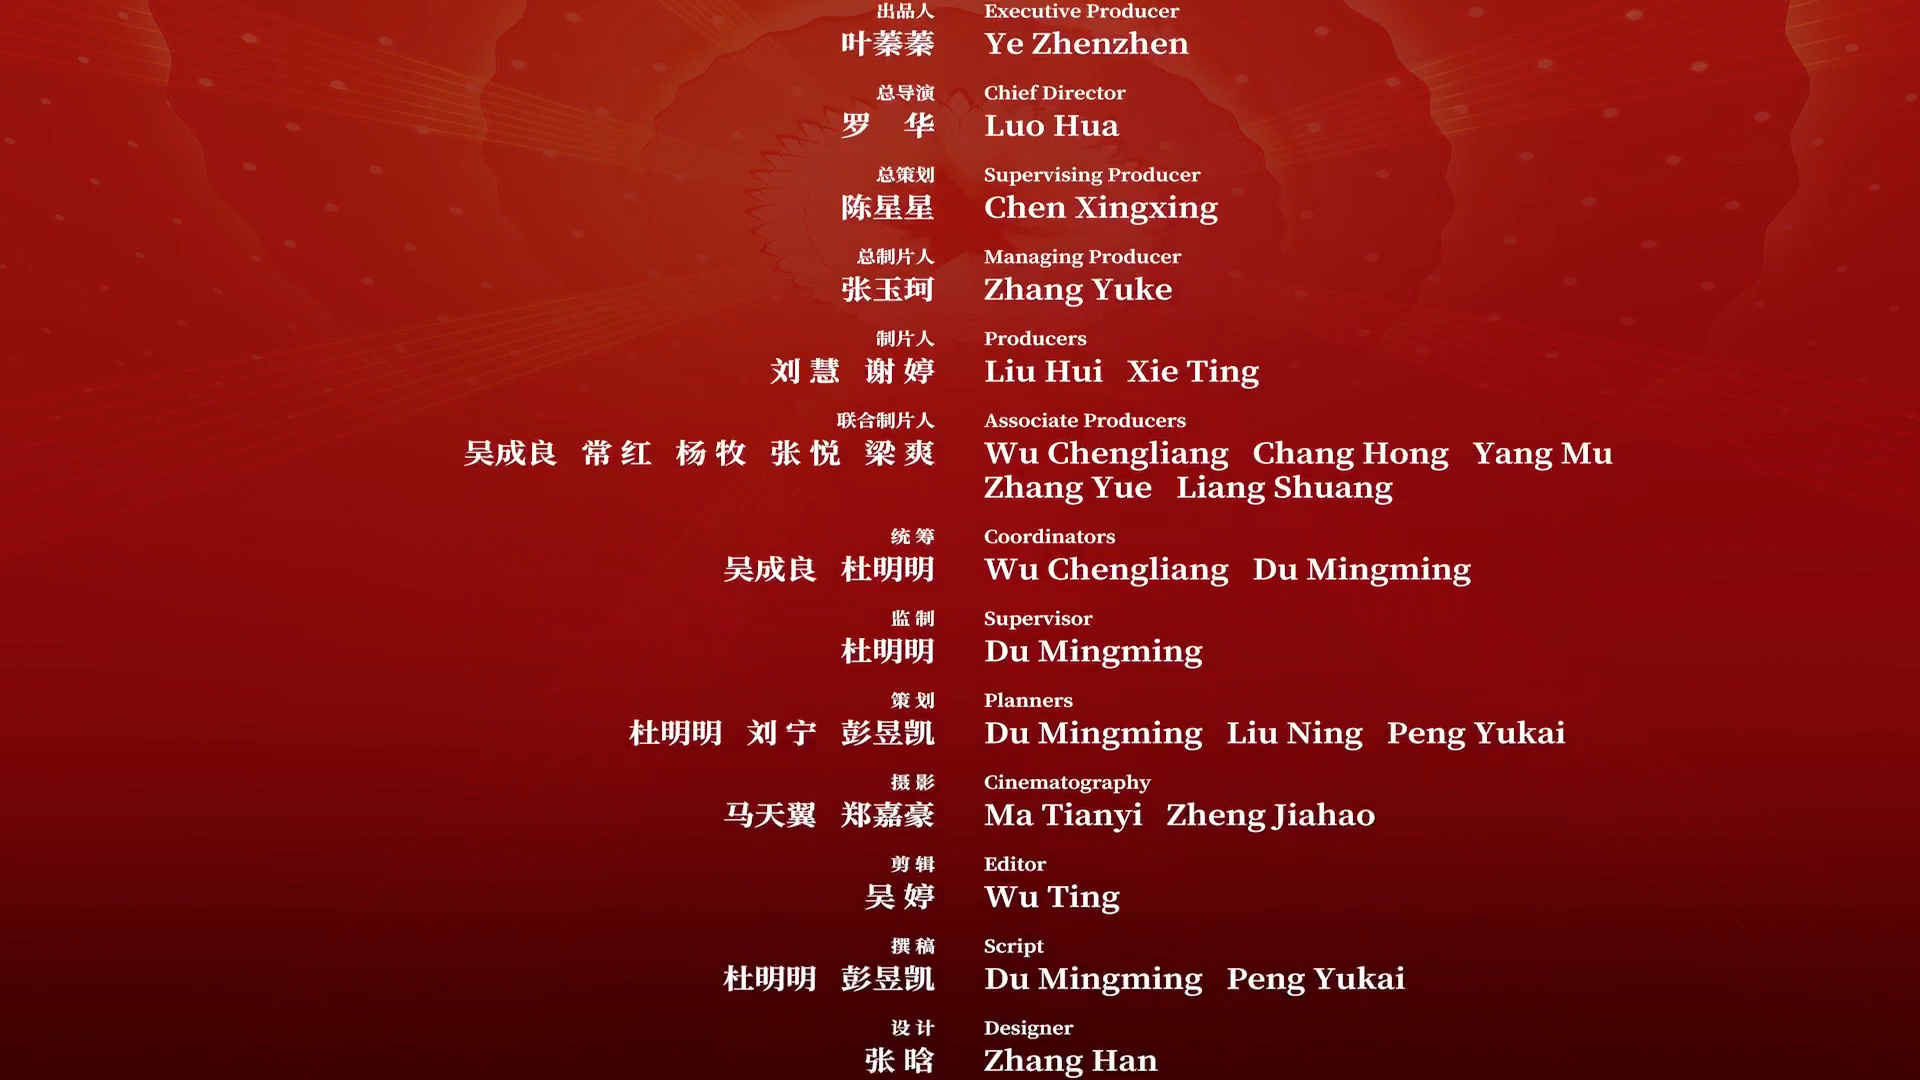 出品人 Executive Producer
叶蓁蓁 Ye Zhenzhen
总导演 Chief Director
罗 华 Luo Hua
总策划 Supervising Producer
陈星星 Chen Xingxing
总制片人 Managing Producer
张玉珂 Zhang Yuke
制片人 Producers
刘 慧 谢 婷 Liu Hui Xie Ting
联合制片人 Associate Producers
吴成良 常 红 杨 牧 张 悦 梁 爽 Wu Chengliang Chang Hong Yang Mu
Zhang Yue Liang Shuang
统 筹 Coordinators
吴成良 杜明明 Wu Chengliang Du Mingming
监 制 Supervisor
杜明明 Du Mingming
策 划 Planners
杜明明 刘 宁 彭昱凯 Du Mingming Liu Ning Peng Yukai
摄 影 Cinematography
马天翼 郑嘉豪 Ma Tianyi Zheng Jiahao
剪 辑 Editor
吴 婷 Wu Ting
撰 稿 Script
杜明明 彭昱凯 Du Mingming Peng Yukai
设 计 Designer
张 晗 Zhang Han